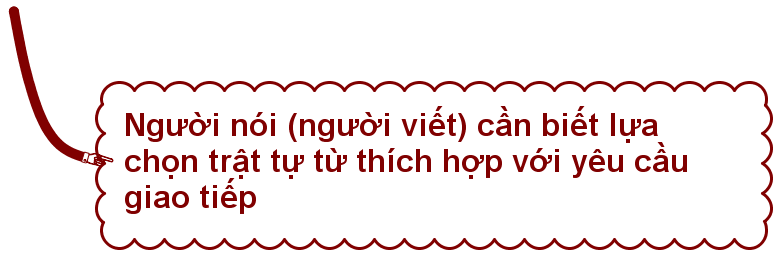 Người nói (người viết) cần biết lựa
chọn trật tự từ thích hợp với yêu cầu
giao tiếp